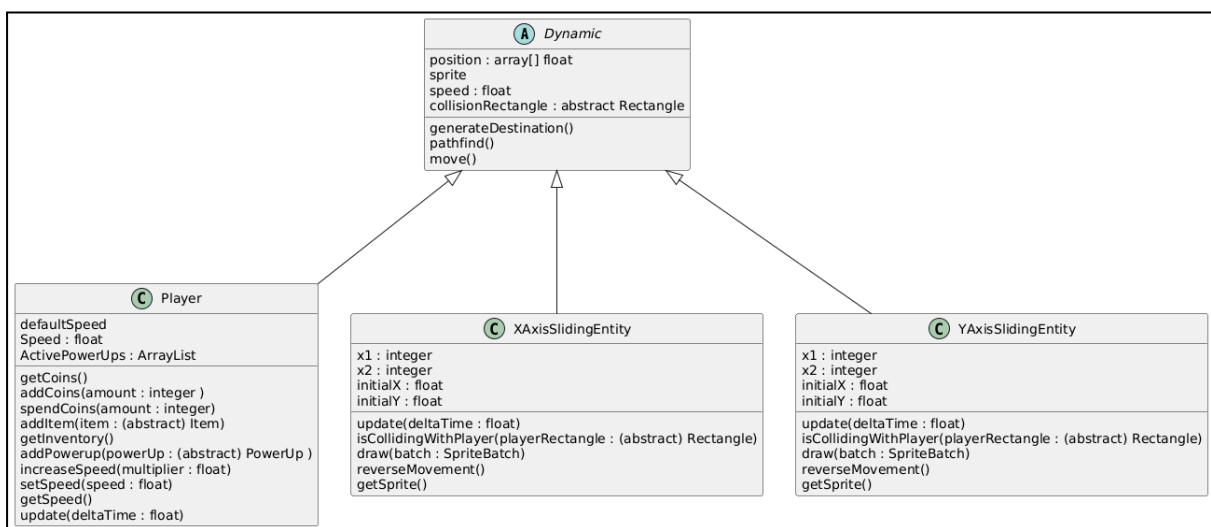 A Dynamic
position : array[] float
sprite
speed : float
collisionRectangle : abstract Rectangle
generateDestination()
pathfind()
move()
C Player
defaultSpeed
Speed : float
ActivePowerUps : ArrayList
getCoins()
addCoins(amount : integer )
spendCoins(amount : integer)
addItem(item : (abstract) Item)
getInventory()
addPowerup(powerUp : (abstract) PowerUp )
increaseSpeed(multiplier : float)
setSpeed(speed : float)
getSpeed()
update(deltaTime : float)
C XAxisSlidingEntity
x1 : integer
x2 : integer
initialX : float
initialY : float
update(deltaTime : float)
isCollidingWithPlayer(playerRectangle : (abstract) Rectangle)
draw(batch : SpriteBatch)
reverseMovement()
getSprite()
C YAxisSlidingEntity
x1 : integer
x2 : integer
initialX : float
initialY : float
update(deltaTime : float)
isCollidingWithPlayer(playerRectangle : (abstract) Rectangle)
draw(batch : SpriteBatch)
reverseMovement()
getSprite()